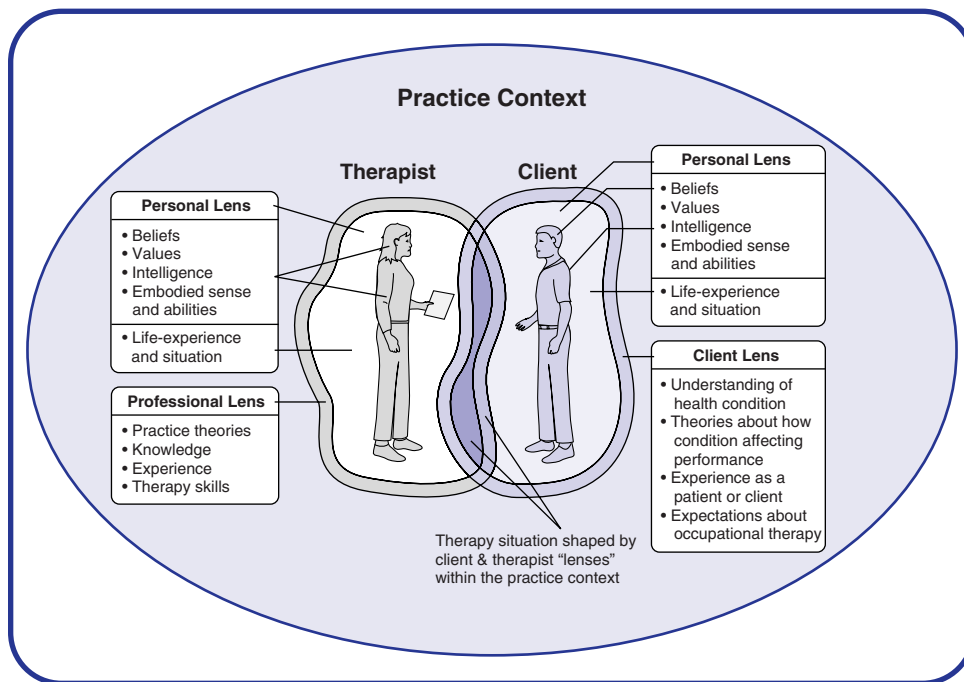 Practice Context
Therapist
Client
Personal Lens
• Beliefs
• Values
• Intelligence
• Embodied sense
and abilities
• Life-experience
and situation
Professional Lens
• Practice theories
• Knowledge
• Experience
• Therapy skills
Personal Lens
• Beliefs
• Values
• Intelligence
• Embodied sense
and abilities
• Life-experience
and situation
Client Lens
• Understanding of
health condition
• Theories about how
condition affecting
performance
• Experience as a
patient or client
• Expectations about
occupational therapy
Therapy situation shaped by
client & therapist “lenses”
within the practice context